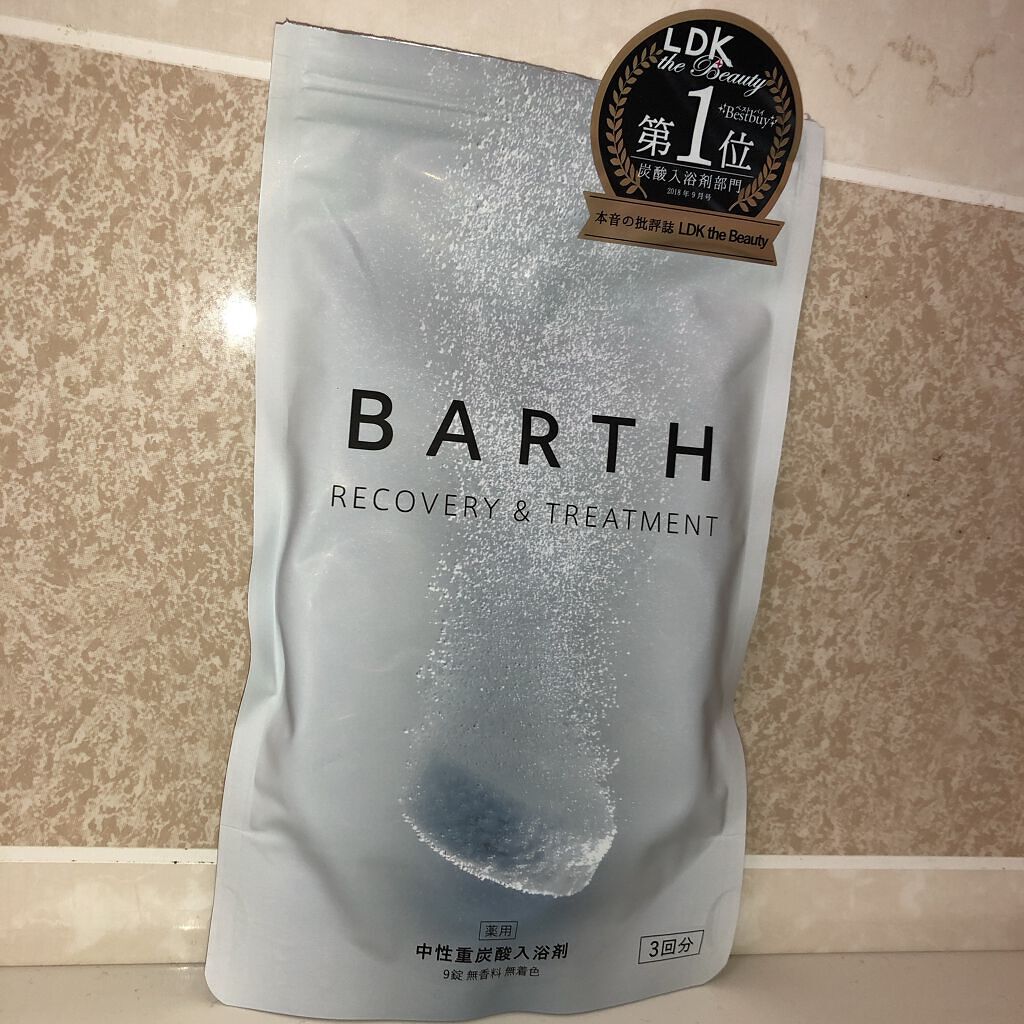 LDK
the Beauty
ベストバイ
Bestbuy
第1位
炭酸入浴剤部門
2018年9月号
本音の批評誌 LDK the Beauty
BARTH
RECOVERY & TREATMENT
薬用
中性重炭酸入浴剤
9錠 無香料 無着色
3回分